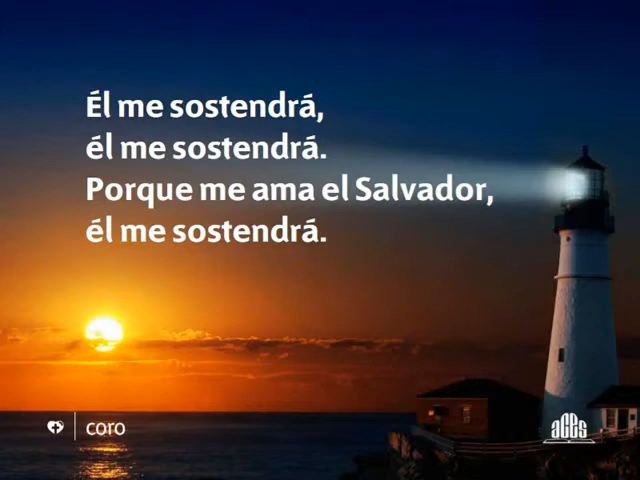 Él me sostendrá,
él me sostendrá.
Porque me ama el Salvador,
él me sostendrá.
coro
aces